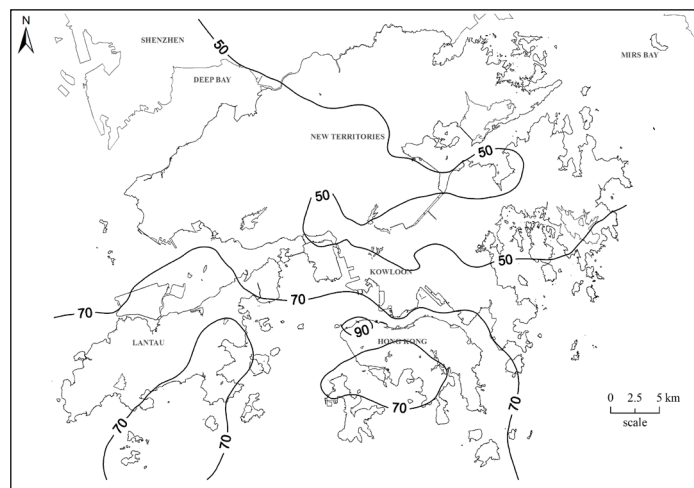 N
SHENZHEN
50
MIRS BAY
DEEP BAY
NEW TERRITORIES
50
50
50
KOWLOON
70
70
90
LANTAU
HONG KONG
70
70
70
70
0 2.5 5 km
scale